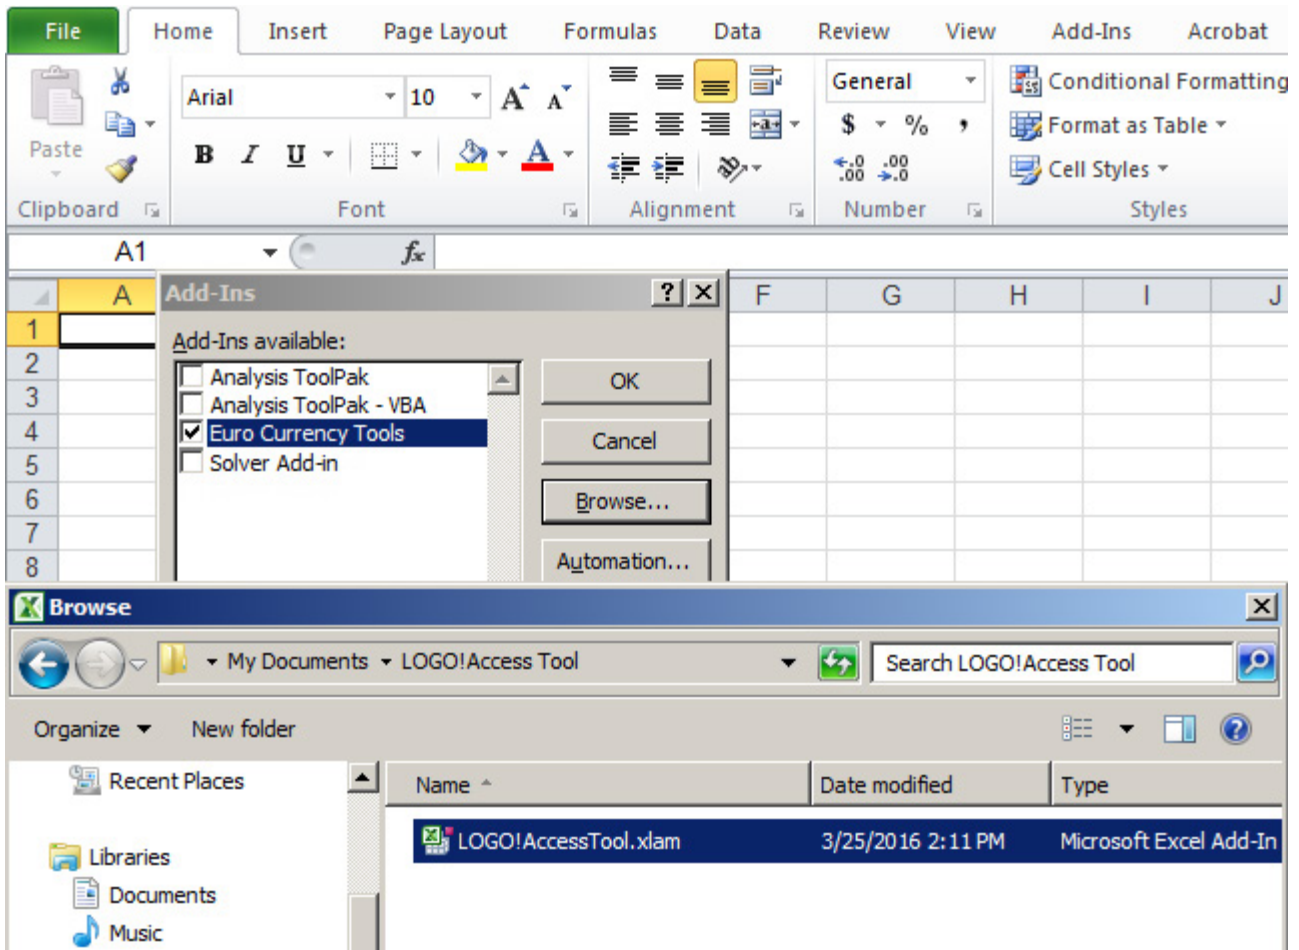 File Home Insert Page Layout Formulas Data Review View Add-Ins Acrobat
Arial 10 A A General Conditional Formatting
Paste B I U A a $ % , Format as Table
.0 .00 Cell Styles
.00 .0
Clipboard Font Alignment Number Styles
A1 fx
A F G H I J
Add-Ins ? X
1
2
3
4
5
6
7
8
Add-Ins available:
Analysis ToolPak
Analysis ToolPak - VBA
Euro Currency Tools
Solver Add-in
OK
Cancel
Browse...
Automation...
Browse
My Documents LOGO!Access Tool Search LOGO!Access Tool
Organize New folder ?
Recent Places
Libraries
Documents
Music
Name Date modified Type
LOGO!AccessTool.xlam 3/25/2016 2:11 PM Microsoft Excel Add-In